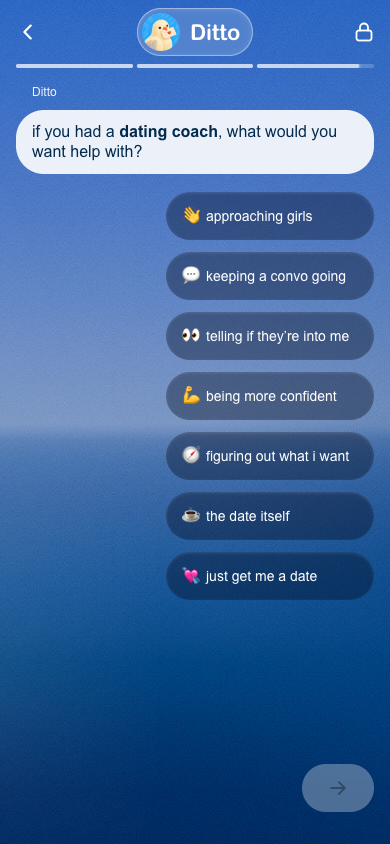 Ditto
Ditto
if you had a dating coach, what would you
want help with?
👋 approaching girls
💬 keeping a convo going
👀 telling if they're into me
💪 being more confident
🧭 figuring out what i want
☕ the date itself
💘 just get me a date